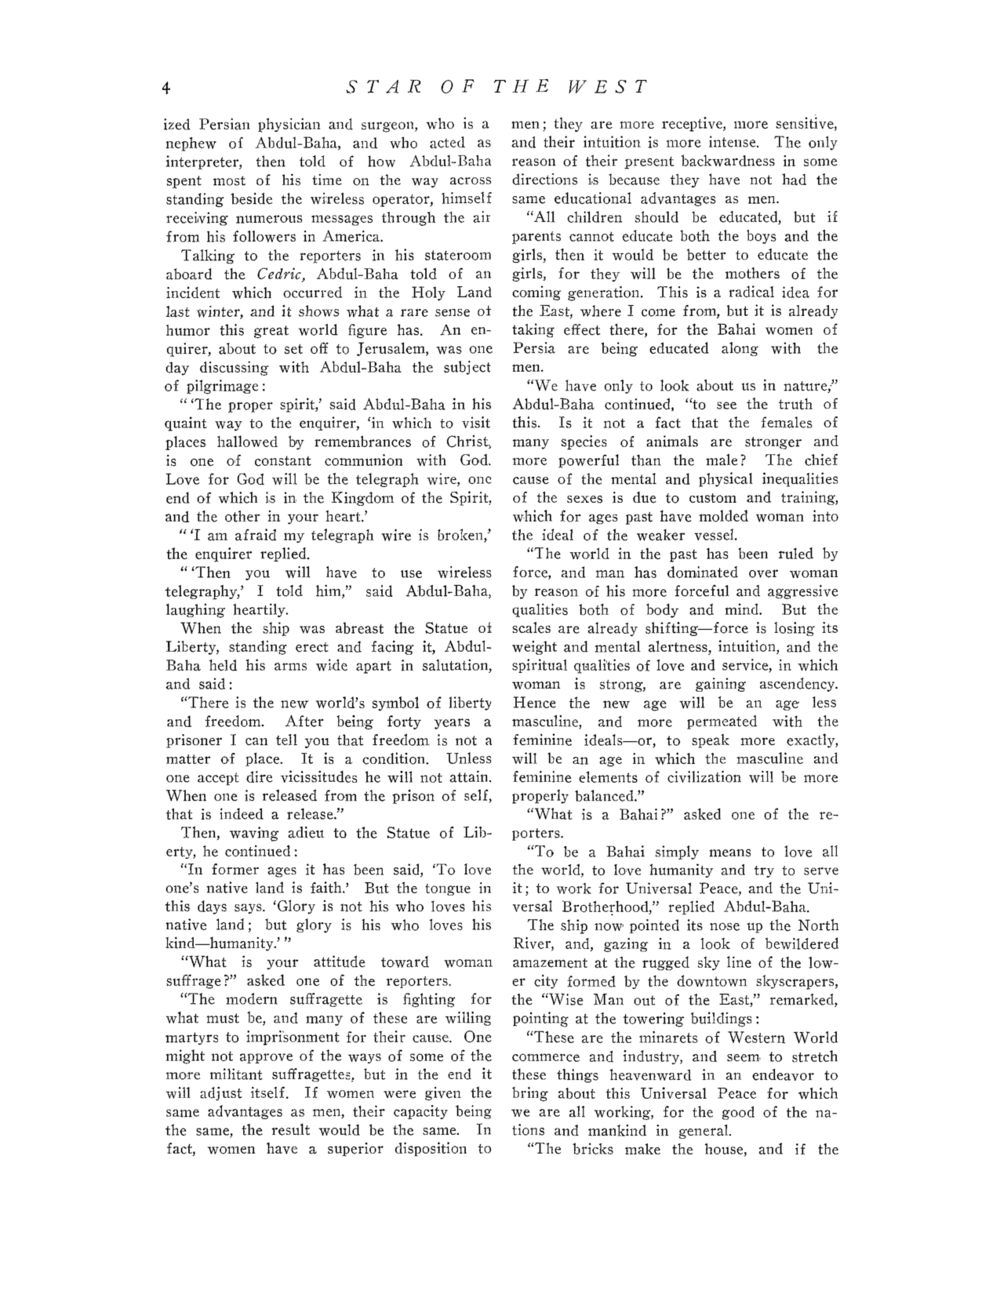 4 STAR OF THE WEST
ized Persian physician and surgeon, who is a
nephew of Abdul-Baha, and who acted as
interpreter, then told of how Abdul-Baha
spent most of his time on the way across
standing beside the wireless operator, himself
receiving numerous messages through the air
from his followers in America.
Talking to the reporters in his stateroom
aboard the Cedric, Abdul-Baha told of an
incident which occurred in the Holy Land
last winter, and it shows what a rare sense of
humor this great world figure has. An en-
quirer, about to set off to Jerusalem, was one
day discussing with Abdul-Baha the subject
of pilgrimage:
"'The proper spirit,' said Abdul-Baha in his
quaint way to the enquirer, 'in which to visit
places hallowed by remembrances of Christ,
is one of constant communion with God.
Love for God will be the telegraph wire, one
end of which is in the Kingdom of the Spirit,
and the other in your heart.'
"'I am afraid my telegraph wire is broken,'
the enquirer replied.
"'Then you will have to use wireless
telegraphy,' I told him," said Abdul-Baha,
laughing heartily.
When the ship was abreast the Statue of
Liberty, standing erect and facing it, Abdul-
Baha held his arms wide apart in salutation,
and said:
"There is the new world's symbol of liberty
and freedom. After being forty years a
prisoner I can tell you that freedom is not a
matter of place. It is a condition. Unless
one accept dire vicissitudes he will not attain.
When one is released from the prison of self,
that is indeed a release."
Then, waving adieu to the Statue of Lib-
erty, he continued:
"In former ages it has been said, 'To love
one's native land is faith.' But the tongue in
this days says. 'Glory is not his who loves his
native land; but glory is his who loves his
kind—humanity.'"
"What is your attitude toward woman
suffrage?" asked one of the reporters.
"The modern suffragette is fighting for
what must be, and many of these are willing
martyrs to imprisonment for their cause. One
might not approve of the ways of some of the
more militant suffragettes, but in the end it
will adjust itself. If women were given the
same advantages as men, their capacity being
the same, the result would be the same. In
fact, women have a superior disposition to
men; they are more receptive, more sensitive,
and their intuition is more intense. The only
reason of their present backwardness in some
directions is because they have not had the
same educational advantages as men.
"All children should be educated, but if
parents cannot educate both the boys and the
girls, then it would be better to educate the
girls, for they will be the mothers of the
coming generation. This is a radical idea for
the East, where I come from, but it is already
taking effect there, for the Bahai women of
Persia are being educated along with the
men.
"We have only to look about us in nature,"
Abdul-Baha continued, "to see the truth of
this. Is it not a fact that the females of
many species of animals are stronger and
more powerful than the male? The chief
cause of the mental and physical inequalities
of the sexes is due to custom and training,
which for ages past have molded woman into
the ideal of the weaker vessel.
"The world in the past has been ruled by
force, and man has dominated over woman
by reason of his more forceful and aggressive
qualities both of body and mind. But the
scales are already shifting—force is losing its
weight and mental alertness, intuition, and the
spiritual qualities of love and service, in which
woman is strong, are gaining ascendency.
Hence the new age will be an age less
masculine, and more permeated with the
feminine ideals—or, to speak more exactly,
will be an age in which the masculine and
feminine elements of civilization will be more
properly balanced."
"What is a Bahai?" asked one of the re-
porters.
"To be a Bahai simply means to love all
the world, to love humanity and try to serve
it; to work for Universal Peace, and the Uni-
versal Brotherhood," replied Abdul-Baha.
The ship now pointed its nose up the North
River, and, gazing in a look of bewildered
amazement at the rugged sky line of the low-
er city formed by the downtown skyscrapers,
the "Wise Man out of the East," remarked,
pointing at the towering buildings:
"These are the minarets of Western World
commerce and industry, and seem to stretch
these things heavenward in an endeavor to
bring about this Universal Peace for which
we are all working, for the good of the na-
tions and mankind in general.
"The bricks make the house, and if the